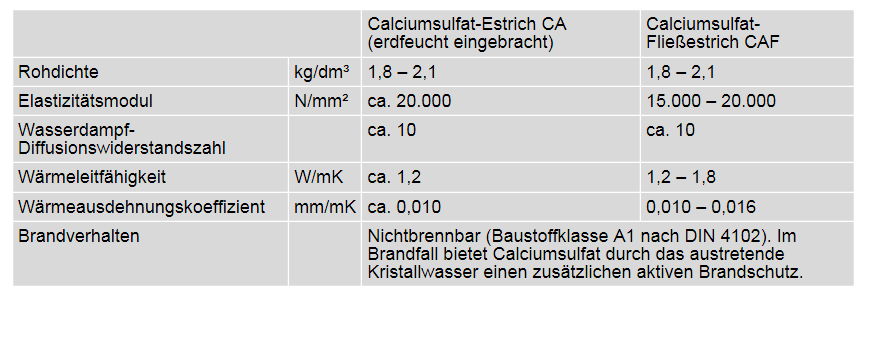 Calciumsulfat-Estrich CA Calciumsulfat-
(erdfeucht eingebracht) Fließestrich CAF
Rohdichte kg/dm³ 1,8 – 2,1 1,8 – 2,1
Elastizitätsmodul N/mm² ca. 20.000 15.000 – 20.000
Wasserdampf- ca. 10 ca. 10
Diffusionswiderstandszahl
Wärmeleitfähigkeit W/mK ca. 1,2 1,2 – 1,8
Wärmeausdehnungskoeffizient mm/mK ca. 0,010 0,010 – 0,016
Brandverhalten Nichtbrennbar (Baustoffklasse A1 nach DIN 4102). Im
Brandfall bietet Calciumsulfat durch das austretende
Kristallwasser einen zusätzlichen aktiven Brandschutz.